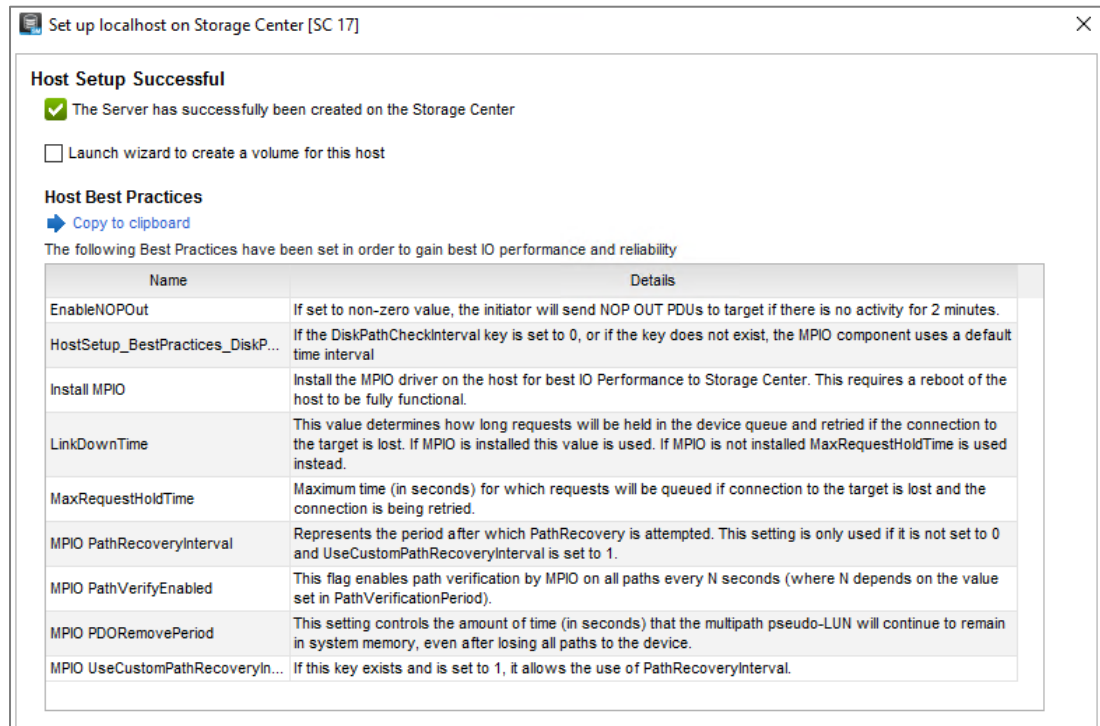 Set up localhost on Storage Center [SC 17]
Host Setup Successful
The Server has successfully been created on the Storage Center
Launch wizard to create a volume for this host
Host Best Practices
Copy to clipboard
The following Best Practices have been set in order to gain best IO performance and reliability
Name Details
EnableNOPOut If set to non-zero value, the initiator will send NOP OUT PDUs to target if there is no activity for 2 minutes.
HostSetup_BestPractices_DiskP... If the DiskPathCheckInterval key is set to 0, or if the key does not exist, the MPIO component uses a default
time interval
Install MPIO Install the MPIO driver on the host for best IO Performance to Storage Center. This requires a reboot of the
host to be fully functional.
LinkDownTime This value determines how long requests will be held in the device queue and retried if the connection to
the target is lost. If MPIO is installed this value is used. If MPIO is not installed MaxRequestHoldTime is used
instead.
MaxRequestHoldTime Maximum time (in seconds) for which requests will be queued if connection to the target is lost and the
connection is being retried.
MPIO PathRecoveryInterval Represents the period after which PathRecovery is attempted. This setting is only used if it is not set to 0
and UseCustomPathRecoveryInterval is set to 1.
MPIO PathVerifyEnabled This flag enables path verification by MPIO on all paths every N seconds (where N depends on the value
set in PathVerificationPeriod).
MPIO PDORemovePeriod This setting controls the amount of time (in seconds) that the multipath pseudo-LUN will continue to remain
in system memory, even after losing all paths to the device.
MPIO UseCustomPathRecoveryIn... If this key exists and is set to 1, it allows the use of PathRecoveryInterval.